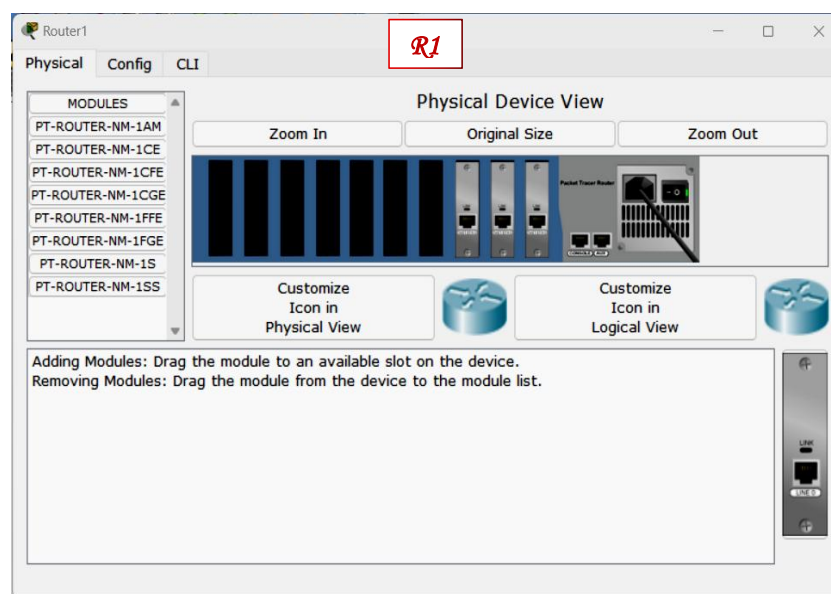 Router1
R1
Physical Config CLI
MODULES
PT-ROUTER-NM-1AM
PT-ROUTER-NM-1CE
PT-ROUTER-NM-1CFE
PT-ROUTER-NM-1CGE
PT-ROUTER-NM-1FFE
PT-ROUTER-NM-1FGE
PT-ROUTER-NM-1S
PT-ROUTER-NM-1SS
Physical Device View
Zoom In Original Size Zoom Out
Packet Tracer Router
CONSOLE AUX
Customize
Icon in
Physical View
Customize
Icon in
Logical View
Adding Modules: Drag the module to an available slot on the device.
Removing Modules: Drag the module from the device to the module list.
LINK